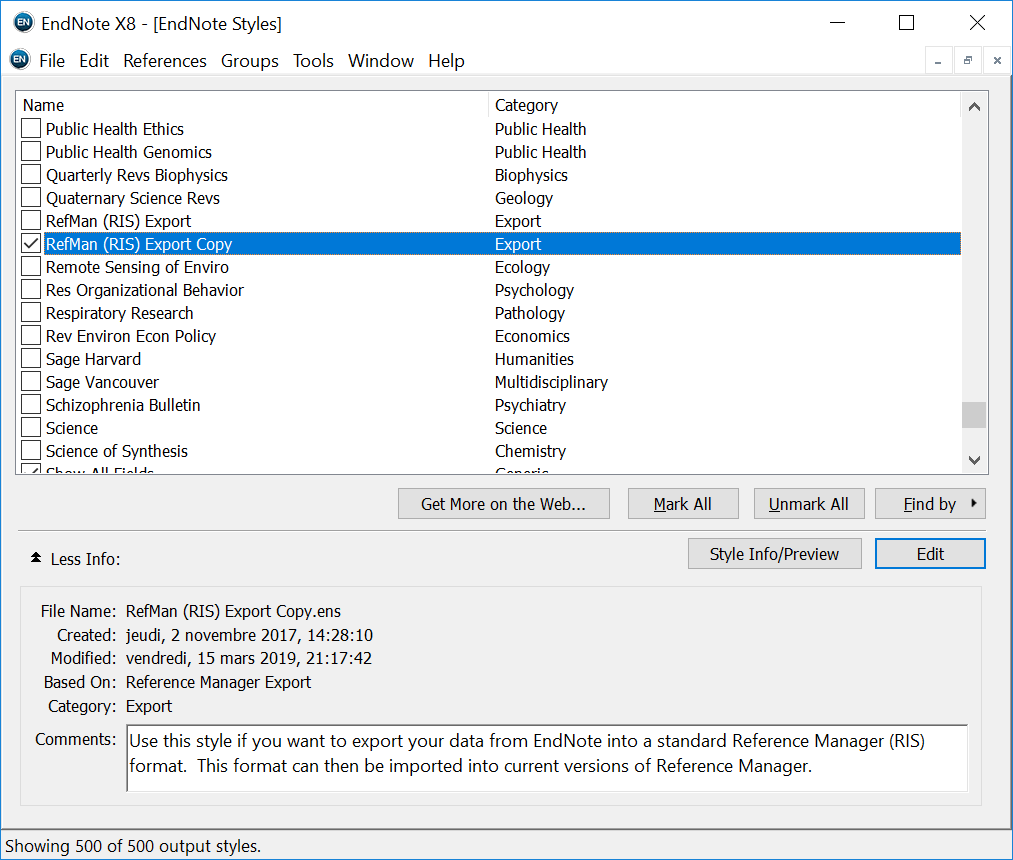 EN EndNote X8 - [EndNote Styles]
EN File Edit References Groups Tools Window Help
Name Category
Public Health Ethics Public Health
Public Health Genomics Public Health
Quarterly Revs Biophysics Biophysics
Quaternary Science Revs Geology
RefMan (RIS) Export Export
RefMan (RIS) Export Copy Export
Remote Sensing of Enviro Ecology
Res Organizational Behavior Psychology
Respiratory Research Pathology
Rev Environ Econ Policy Economics
Sage Harvard Humanities
Sage Vancouver Multidisciplinary
Schizophrenia Bulletin Psychiatry
Science Science
Science of Synthesis Chemistry
Show All Fields Generic
Get More on the Web... Mark All Unmark All Find by
Less Info: Style Info/Preview Edit
File Name: RefMan (RIS) Export Copy.ens
Created: jeudi, 2 novembre 2017, 14:28:10
Modified: vendredi, 15 mars 2019, 21:17:42
Based On: Reference Manager Export
Category: Export
Comments: Use this style if you want to export your data from EndNote into a standard Reference Manager (RIS)
format.  This format can then be imported into current versions of Reference Manager.
Showing 500 of 500 output styles.